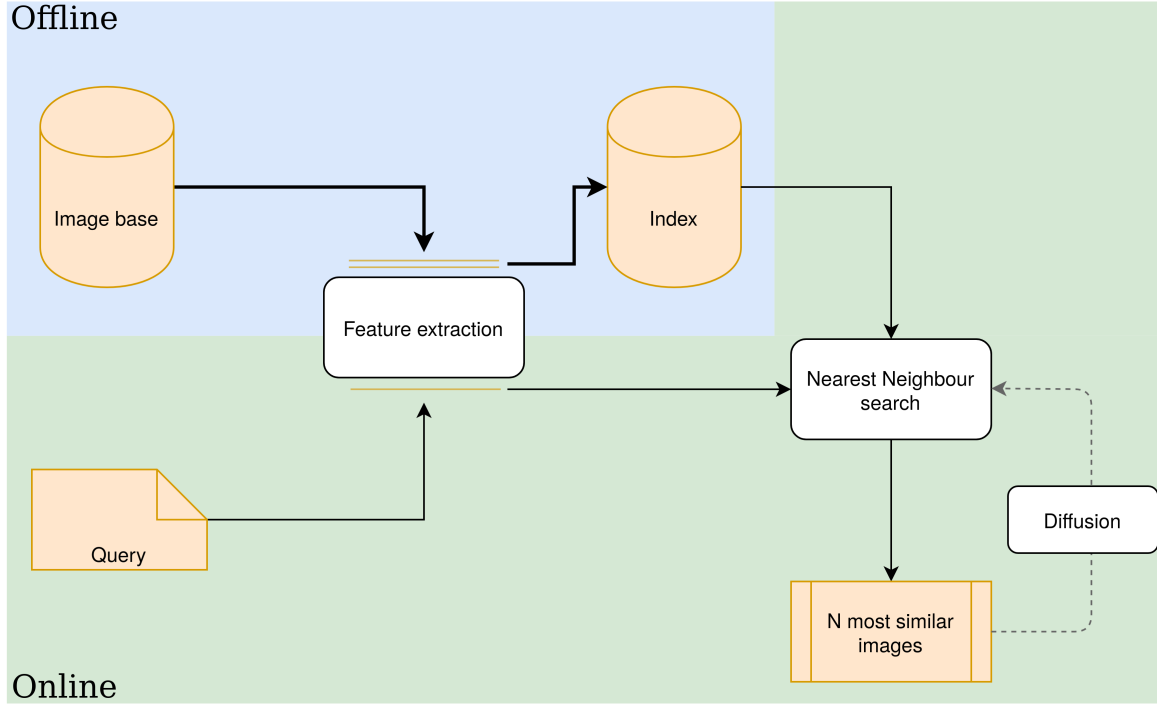 Offline
Image base
Index
Feature extraction
Nearest Neighbour
search
Query
Diffusion
N most similar
images
Online